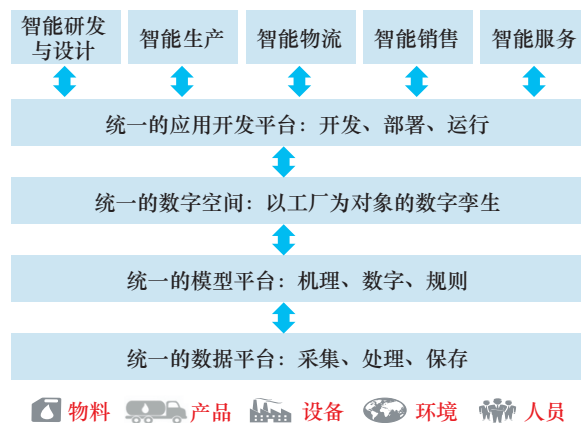 智能研发
与设计
智能生产
智能物流
智能销售
智能服务
统一的应用开发平台：开发、部署、运行
统一的数字空间：以工厂为对象的数字孪生
统一的模型平台：机理、数字、规则
统一的数据平台：采集、处理、保存
物料 产品 设备 环境 人员